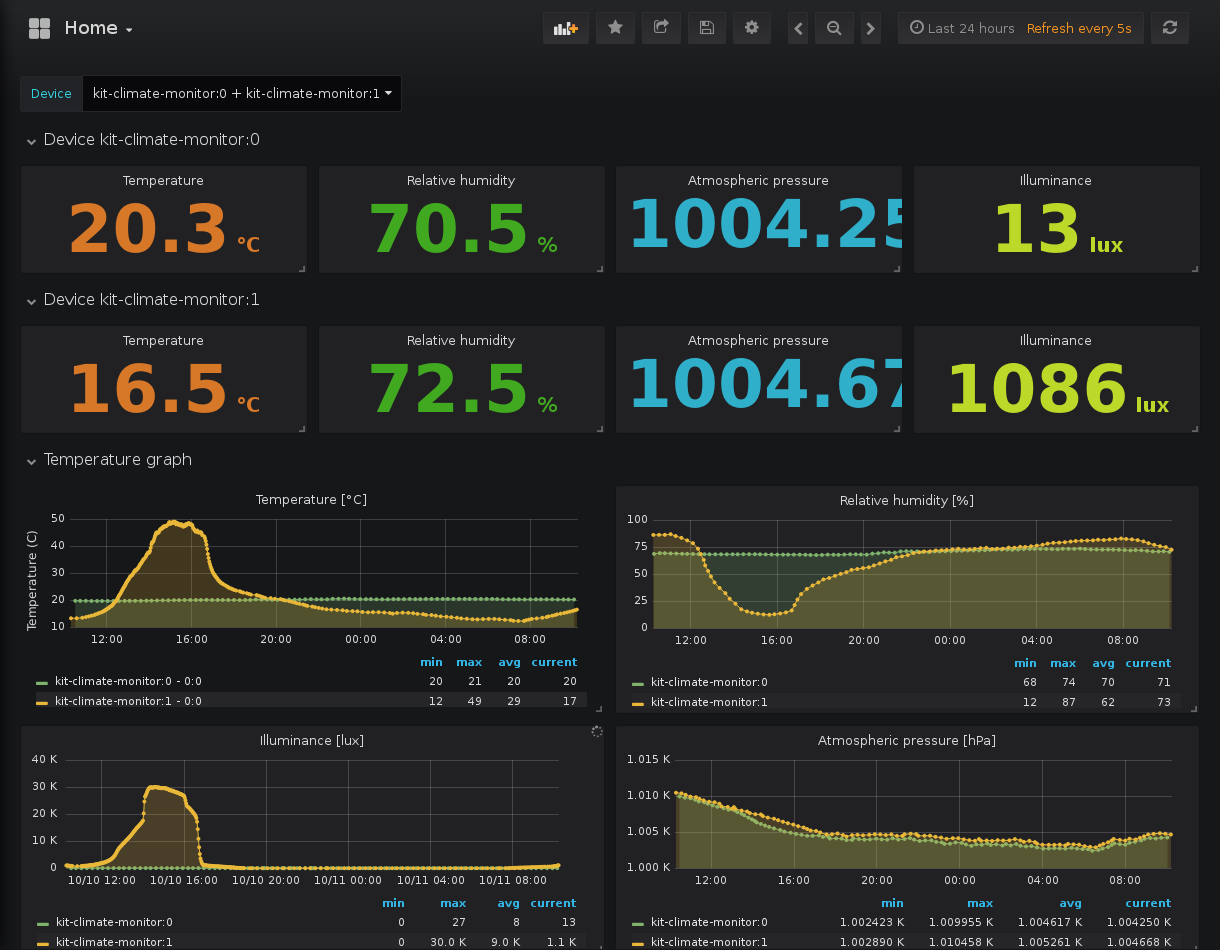 Home
Last 24 hours Refresh every 5s
Device kit-climate-monitor:0 + kit-climate-monitor:1
Device kit-climate-monitor:0
Temperature Relative humidity Atmospheric pressure Illuminance
20.3 °C 70.5 % 1004.25 13 lux
Device kit-climate-monitor:1
Temperature Relative humidity Atmospheric pressure Illuminance
16.5 °C 72.5 % 1004.67 1086 lux
Temperature graph
Temperature [°C]
Temperature (C)
50
40
30
20
10
12:00 16:00 20:00 00:00 04:00 08:00
min max avg current
kit-climate-monitor:0 - 0:0 20 21 20 20
kit-climate-monitor:1 - 0:0 12 49 29 17
Relative humidity [%]
100
75
50
25
0
12:00 16:00 20:00 00:00 04:00 08:00
min max avg current
kit-climate-monitor:0 68 74 70 71
kit-climate-monitor:1 12 87 62 73
Illuminance [lux]
40 K
30 K
20 K
10 K
0
10/10 12:00 10/10 16:00 10/10 20:00 10/11 00:00 10/11 04:00 10/11 08:00
min max avg current
kit-climate-monitor:0 0 27 8 13
kit-climate-monitor:1 0 30.0 K 9.0 K 1.1 K
Atmospheric pressure [hPa]
1.015 K
1.010 K
1.005 K
1.000 K
12:00 16:00 20:00 00:00 04:00 08:00
min max avg current
kit-climate-monitor:0 1.002423 K 1.009955 K 1.004617 K 1.004250 K
kit-climate-monitor:1 1.002890 K 1.010458 K 1.005261 K 1.004668 K